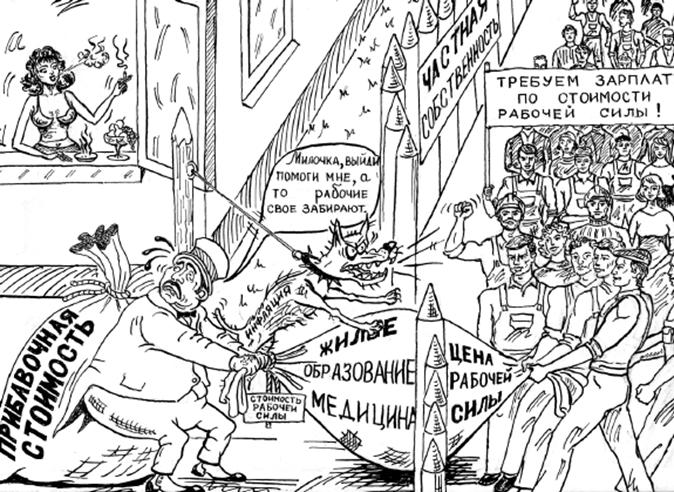 ЧАСТНАЯ
СОБСТВЕННОСТЬ
ТРЕБУЕМ ЗАРПЛАТ
ПО СТОИМОСТИ
РАБОЧЕЙ СИЛЫ!
Милочка, выйди
помоги мне, а
то рабочие
свое забирают.
ПРИБАВОЧНАЯ
СТОИМОСТЬ
ИНФЛЯЦИЯ
СТОИМОСТЬ
РАБОЧЕЙ
СИЛЫ
ЖИЛЬЕ
ОБРАЗОВАНИЕ
МЕДИЦИНА
ЦЕНА
РАБОЧЕЙ
СИЛЫ